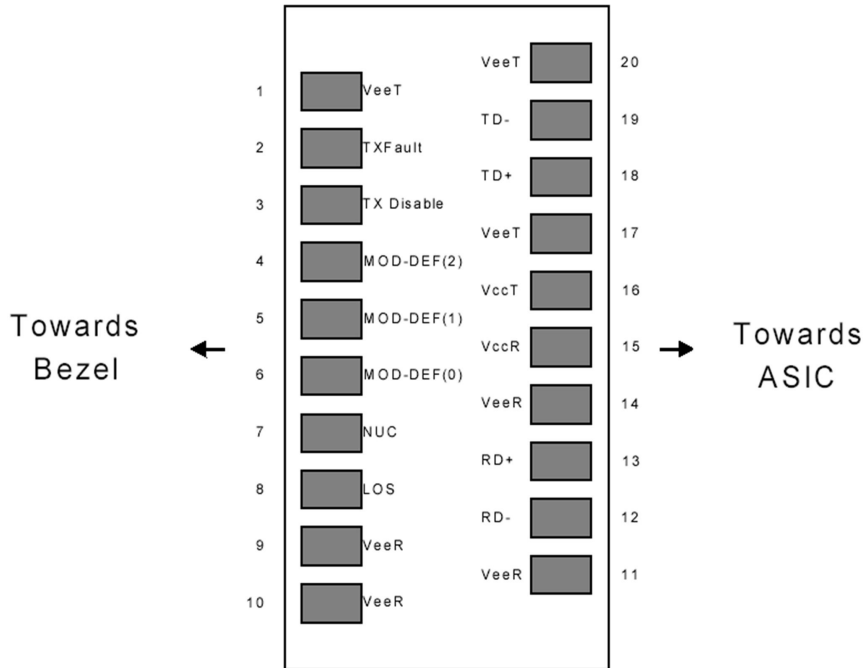 VeeT 20
1 VeeT
TD- 19
2 TXFault
TD+ 18
3 TX Disable
VeeT 17
4 MOD-DEF(2)
VccT 16
5 MOD-DEF(1)
Towards
Bezel
VccR 15
Towards
ASIC
6 MOD-DEF(0)
VeeR 14
7 NUC
RD+ 13
8 LOS
RD- 12
9 VeeR
VeeR 11
10 VeeR